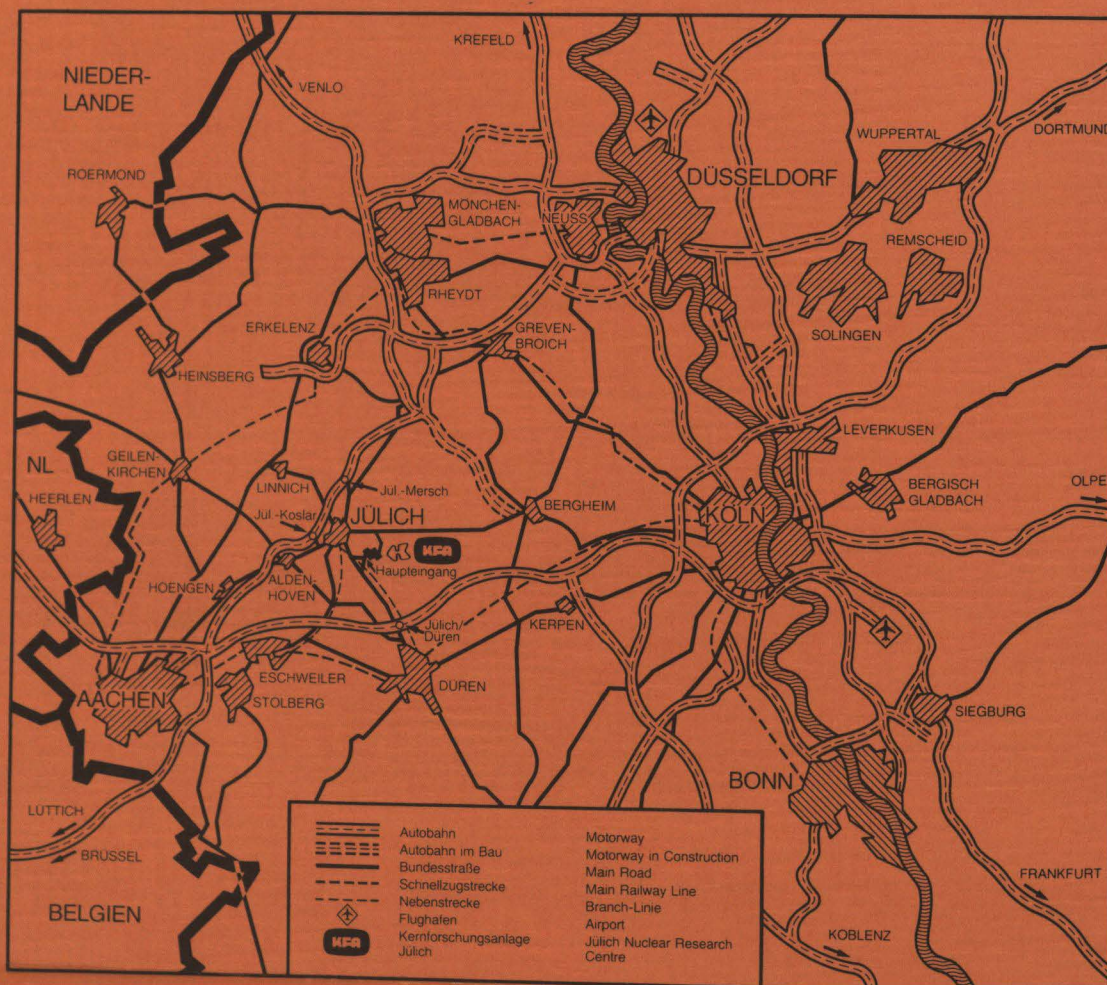 KREFELD
NIEDER-
LANDE
VENLO
DORTMUND
WUPPERTAL
ROERMOND
DÜSSELDORF
MÖNCHEN-
GLADBACH
NEUSS
REMSCHEID
RHEYDT
ERKELENZ
GREVEN-
BROICH
SOLINGEN
HEINSBERG
LEVERKUSEN
NL
GEILEN-
KIRCHEN
HEERLEN
LINNICH
Jül.-Mersch
BERGISCH
GLADBACH
OLPE
Jül.-Koslar
JÜLICH
BERGHEIM
KÖLN
KFA
Haupteingang
HOENGEN
ALDEN-
HOVEN
Jülich/
Düren
KERPEN
ESCHWEILER
DÜREN
AACHEN
STOLBERG
SIEGBURG
BONN
LÜTTICH
BRÜSSEL
FRANKFURT
BELGIEN
KOBLENZ
Autobahn
Autobahn im Bau
Bundesstraße
Schnellzugstrecke
Nebenstrecke
Flughafen
KFA
Kernforschungsanlage
Jülich
Motorway
Motorway in Construction
Main Road
Main Railway Line
Branch-Linie
Airport
Jülich Nuclear Research
Centre